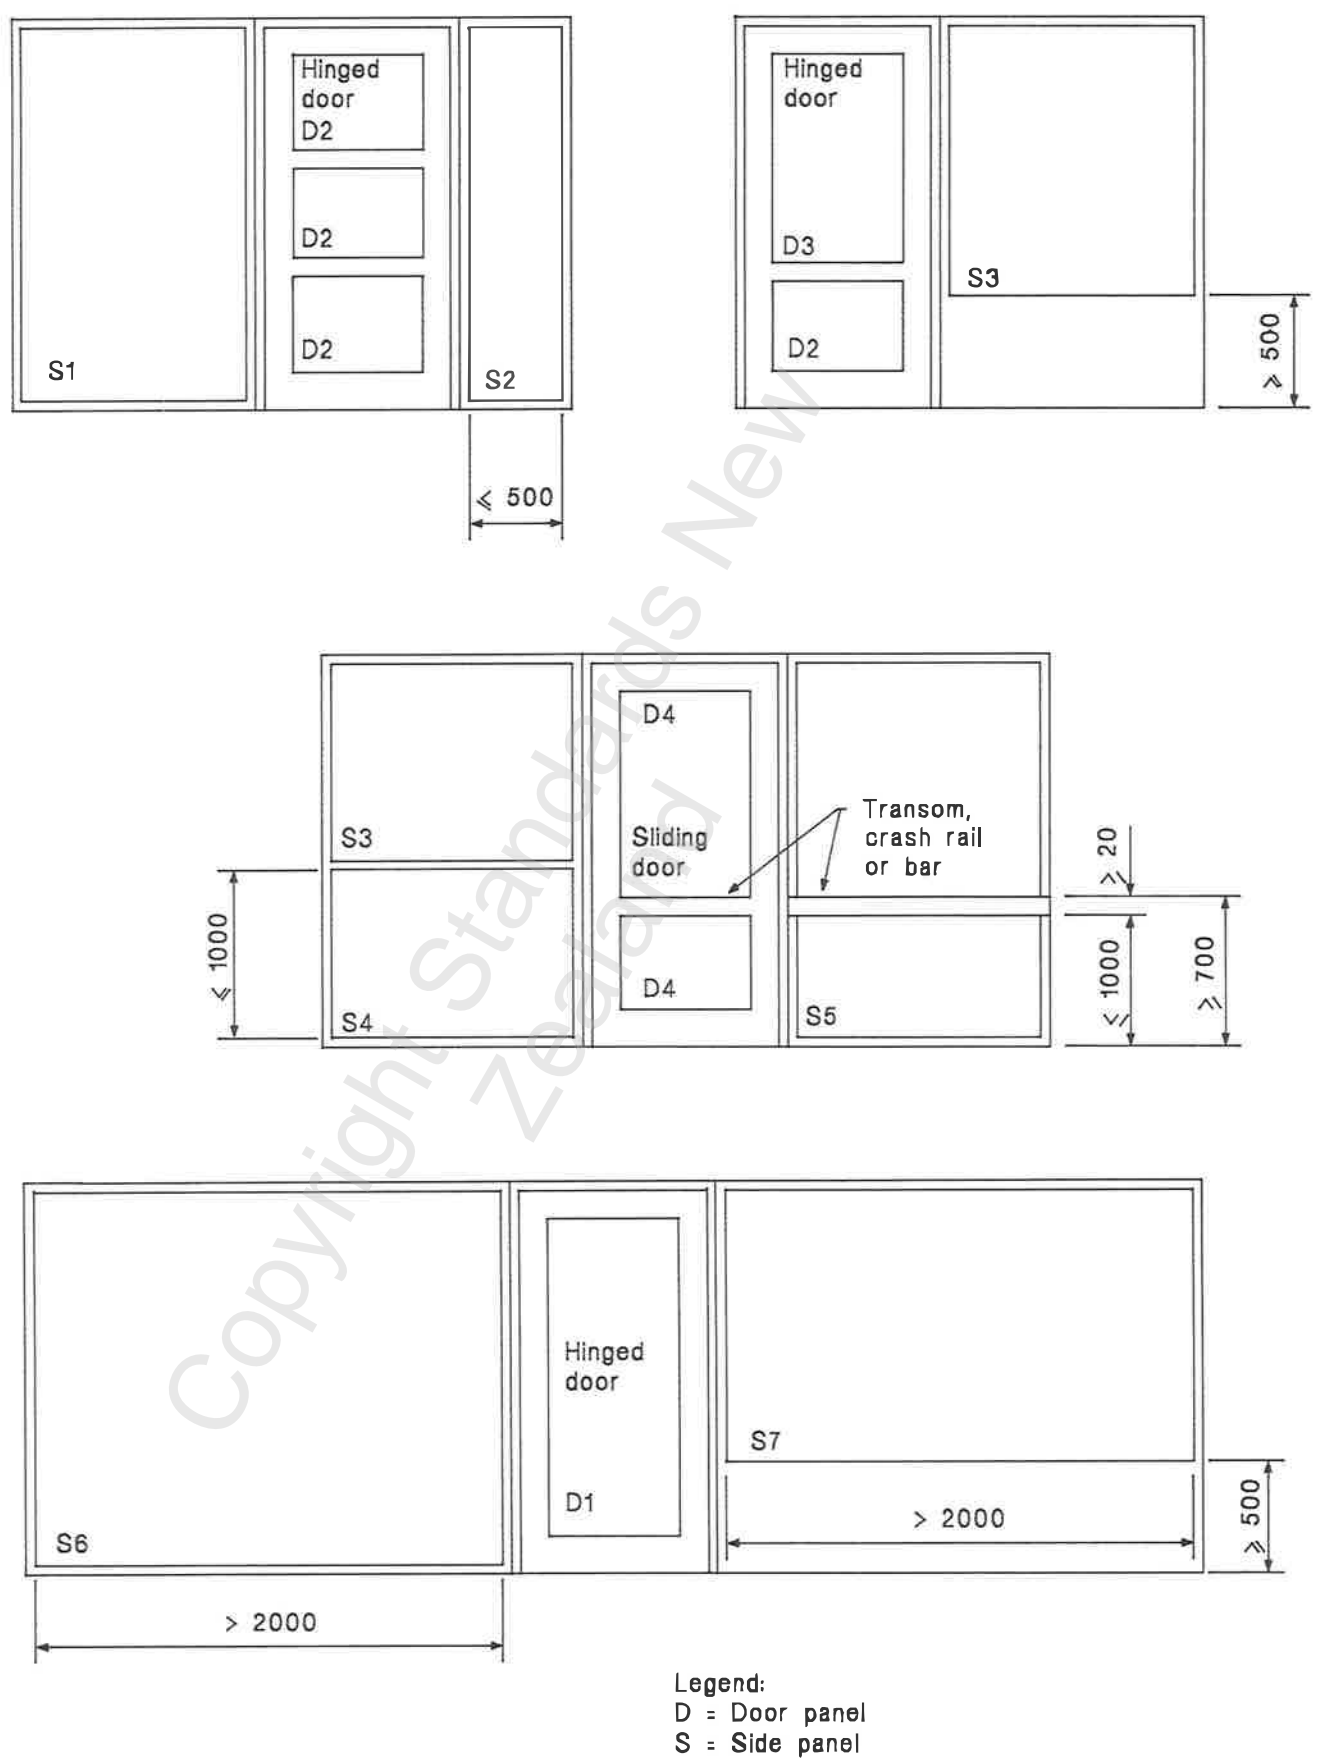 Hinged
door
D2
D2
D2
S1
S2
⩽ 500
Hinged
door
D3
D2
S3
⩾ 500
D4
Sliding
door
D4
S3
S4
⩽ 1000
Transom,
crash rail
or bar
S5
⩾ 20
⩽ 1000
⩾ 700
Hinged
door
D1
S6
> 2000
S7
> 2000
⩾ 500
Legend:
D = Door panel
S = Side panel
Copyright Standards New
Zealand